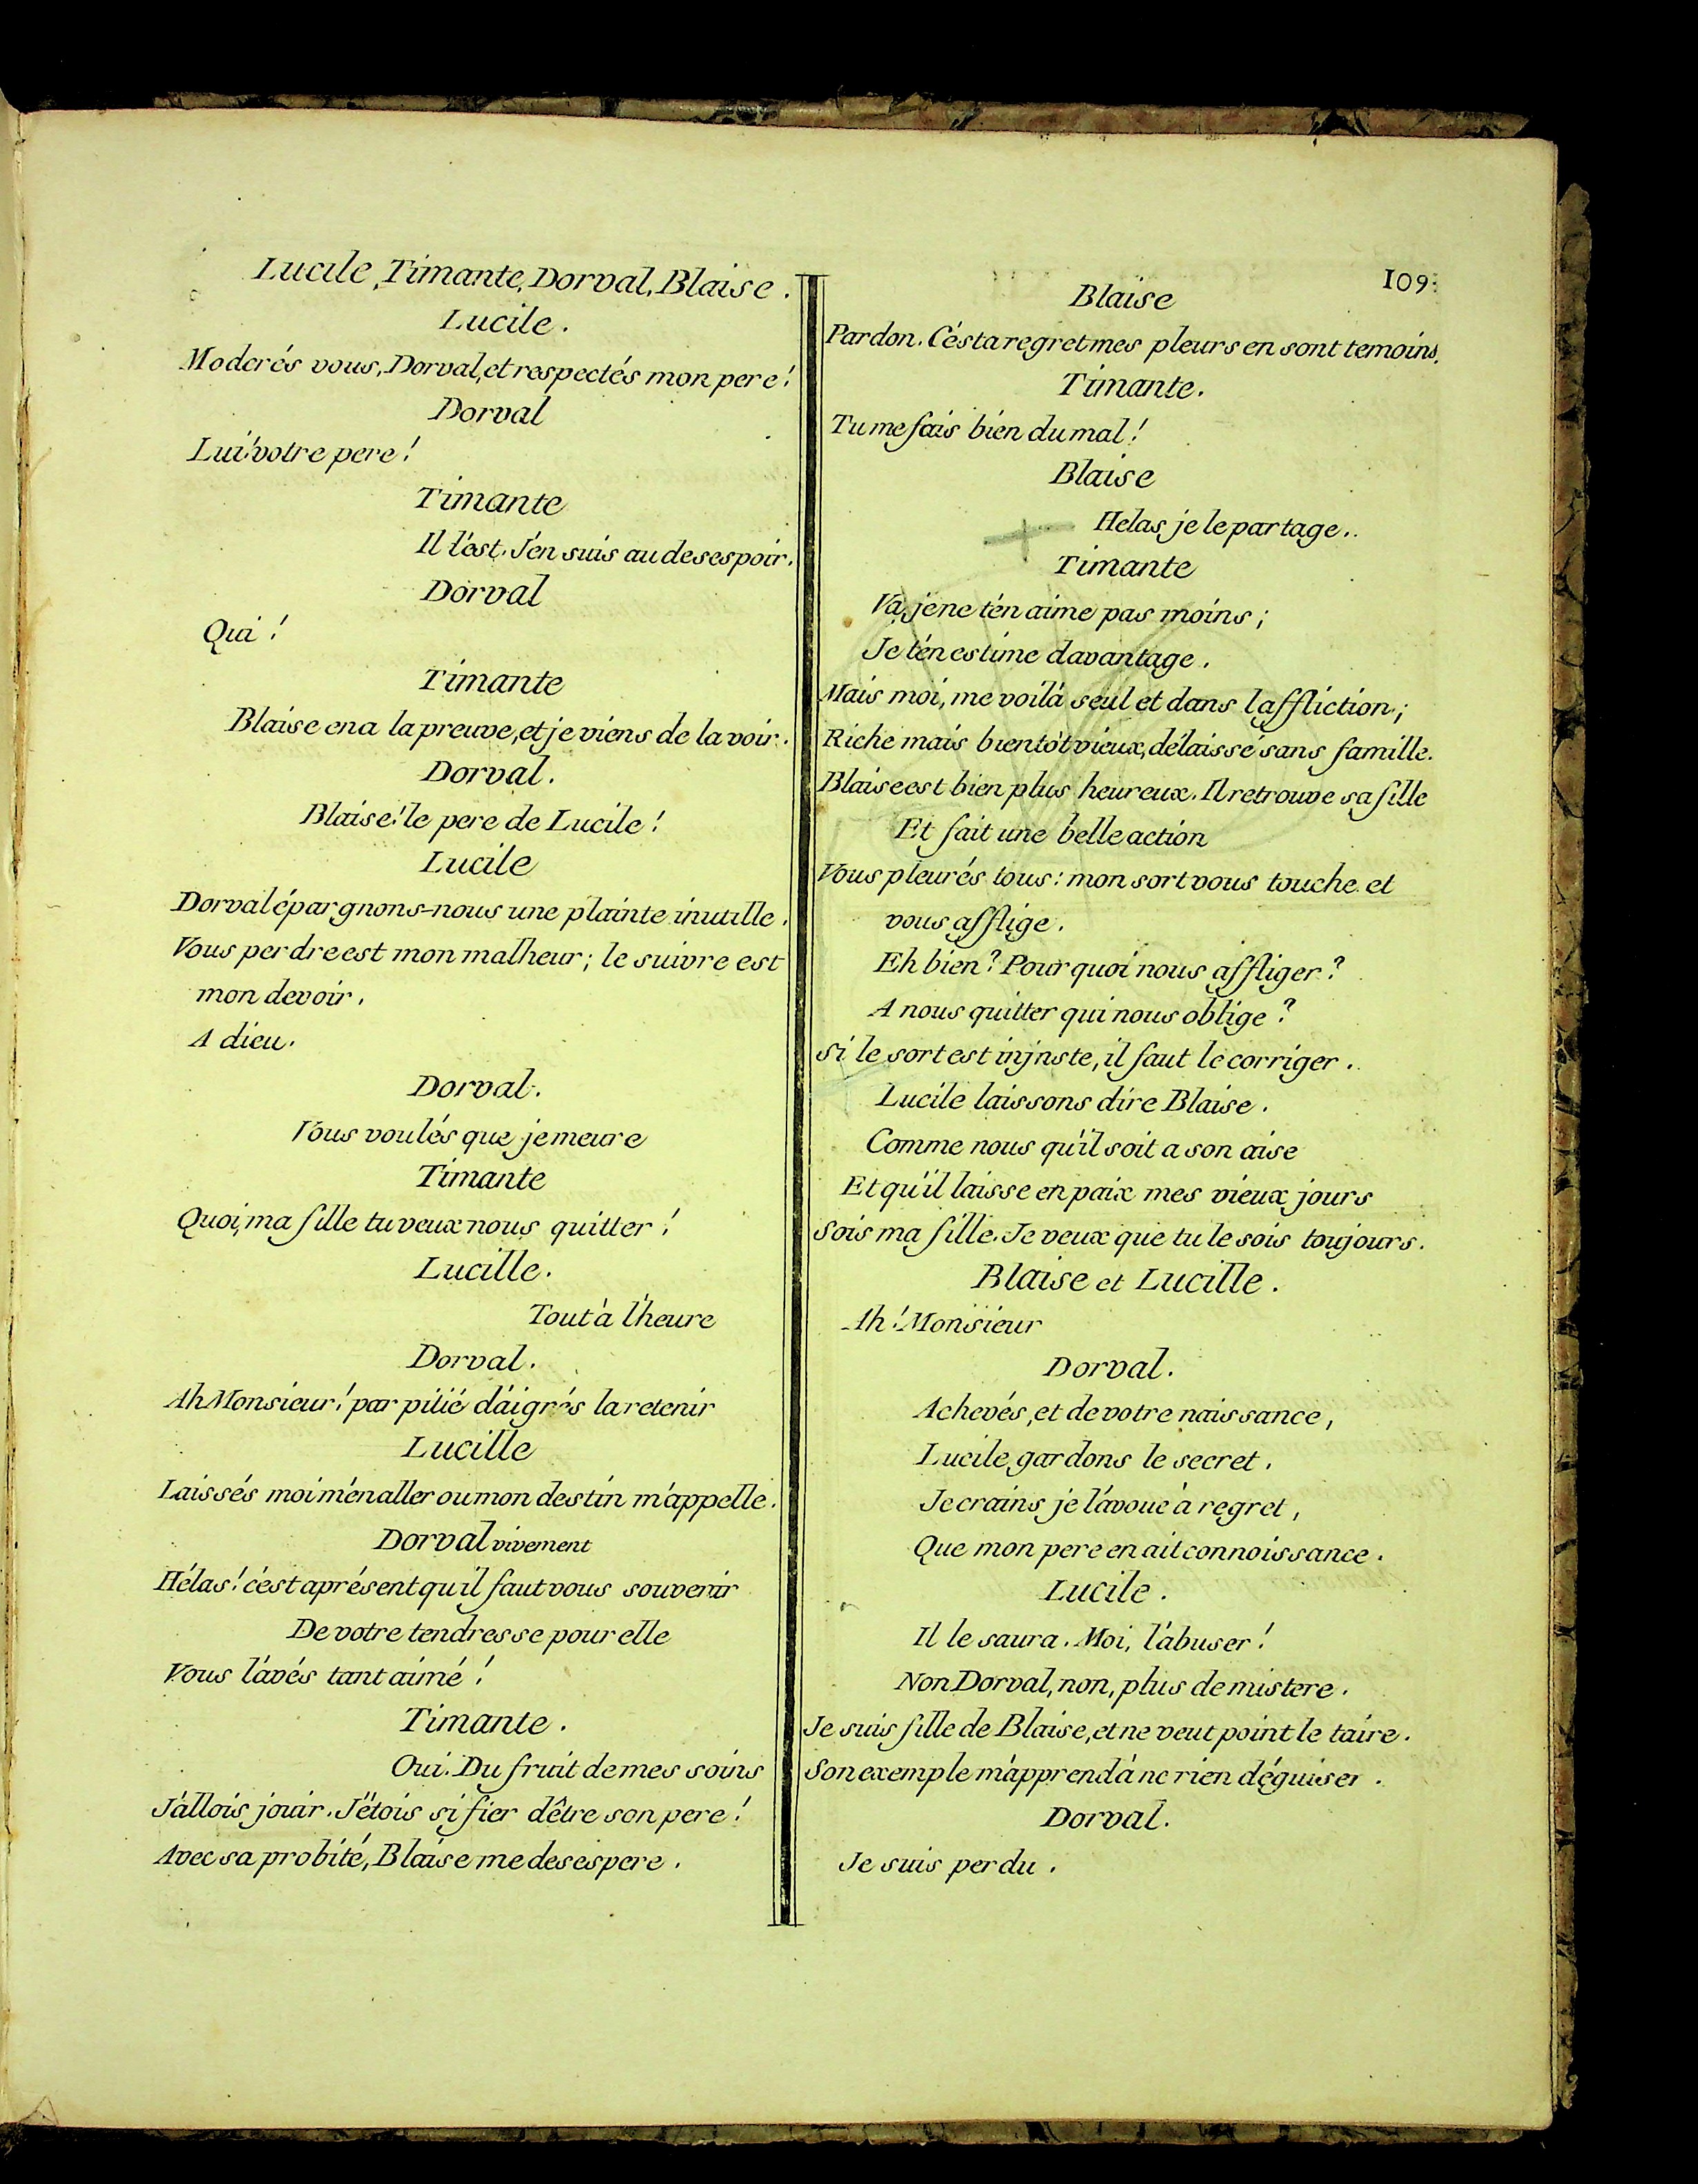 Lucile, Timante, Dorval, Blaise.
Lucile.
Moderés vous, Dorval, et respectés mon pere!
Dorval
Lui! votre pere!
Timante
Il l'est. J'en suis au desespoir.
Dorval
Qui!
Timante
Blaise en a la preuve, et je viens de la voir.
Dorval.
Blaise! le pere de Lucile!
Lucile
Dorval épargnons-nous une plainte inutille.
Vous perdre est mon malheur; le suivre est
mon devoir.
A dieu.
Dorval.
Vous voulés que je meure
Timante
Quoi, ma fille tu veux nous quitter!
Lucille.
Tout à l'heure
Dorval.
Ah Monsieur! par pitié d'aigrés la retenir
Lucille
Laissés moi m'en aller ou mon destin m'appelle.
Dorval vivement
Hélas! c'est aprésent qu'il faut vous souvenir
De votre tendresse pour elle
Vous l'avés tant aimé!
Timante.
Oui. Du fruit de mes soins
J'allois jouir. J'étois si fier d'être son pere!
Avec sa probité, Blaise me desespere.
109.
Blaise
Pardon. C'est a regret mes pleurs en sont temoins.
Timante.
Tu me fais bien du mal!
Blaise
Helas, je le partage..
Timante
Va, je ne t'en aime pas moins;
Je t'en estime davantage.
Mais moi, me voilà seul et dans laffliction;
Riche mais bientôt vieux, délaissé sans famille.
Blaise est bien plus heureux. Il retrouve sa fille
Et fait une belle action
Vous pleurés tous: mon sort vous touche et
vous afflige.
Eh bien? Pourquoi nous affliger?
A nous quitter qui nous oblige?
Si le sort est injnste, il faut le corriger.
Lucile laissons dire Blaise.
Comme nous qu'il soit a son aise
Et qu'il laisse en paix mes vieux jours
Sois ma fille. Je veux que tu le sois toujours.
Blaise et Lucille.
Ah! Monsieur
Dorval.
Achevés, et de votre naissance,
Lucile, gardons le secret.
Je crains je l'avoue à regret,
Que mon pere en ait connoissance.
Lucile.
Il le saura. Moi, l'abuser!
Non Dorval, non, plus de mistere.
Je suis fille de Blaise, et ne veut point le taire.
Son exemple m'apprend à ne rien déguiser.
Dorval.
Je suis perdu.